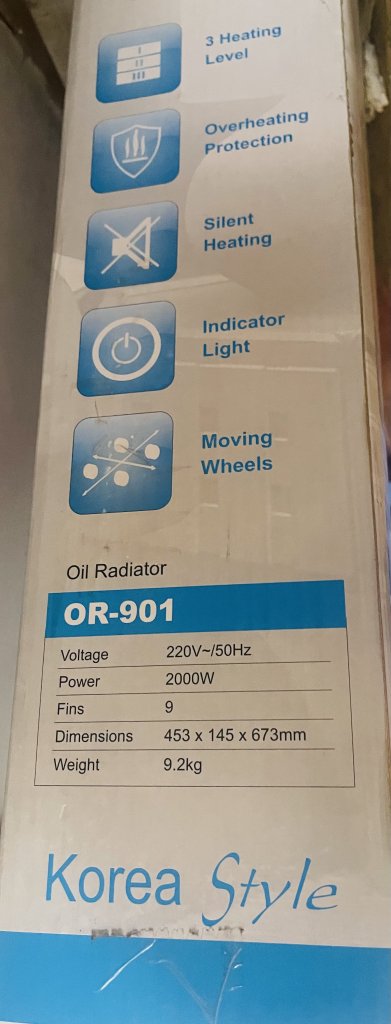 3 Heating
Level
Overheating
Protection
Silent
Heating
Indicator
Light
Moving
Wheels
Oil Radiator
OR-901
Voltage 220V~/50Hz
Power 2000W
Fins 9
Dimensions 453 x 145 x 673mm
Weight 9.2kg
Korea Style